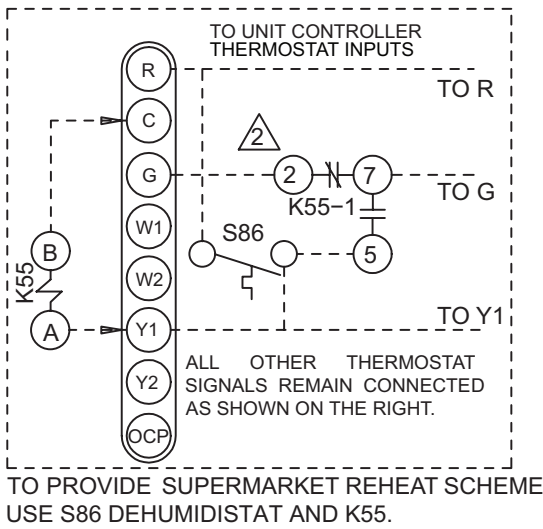 TO UNIT CONTROLLER
THERMOSTAT INPUTS
R
TO R
C
2
G
2
7
TO G
K55-1
W1
S86
5
B
K55
W2
A
Y1
TO Y1
ALL OTHER THERMOSTAT
SIGNALS REMAIN CONNECTED
AS SHOWN ON THE RIGHT.
Y2
OCP
TO PROVIDE SUPERMARKET REHEAT SCHEME
USE S86 DEHUMIDISTAT AND K55.